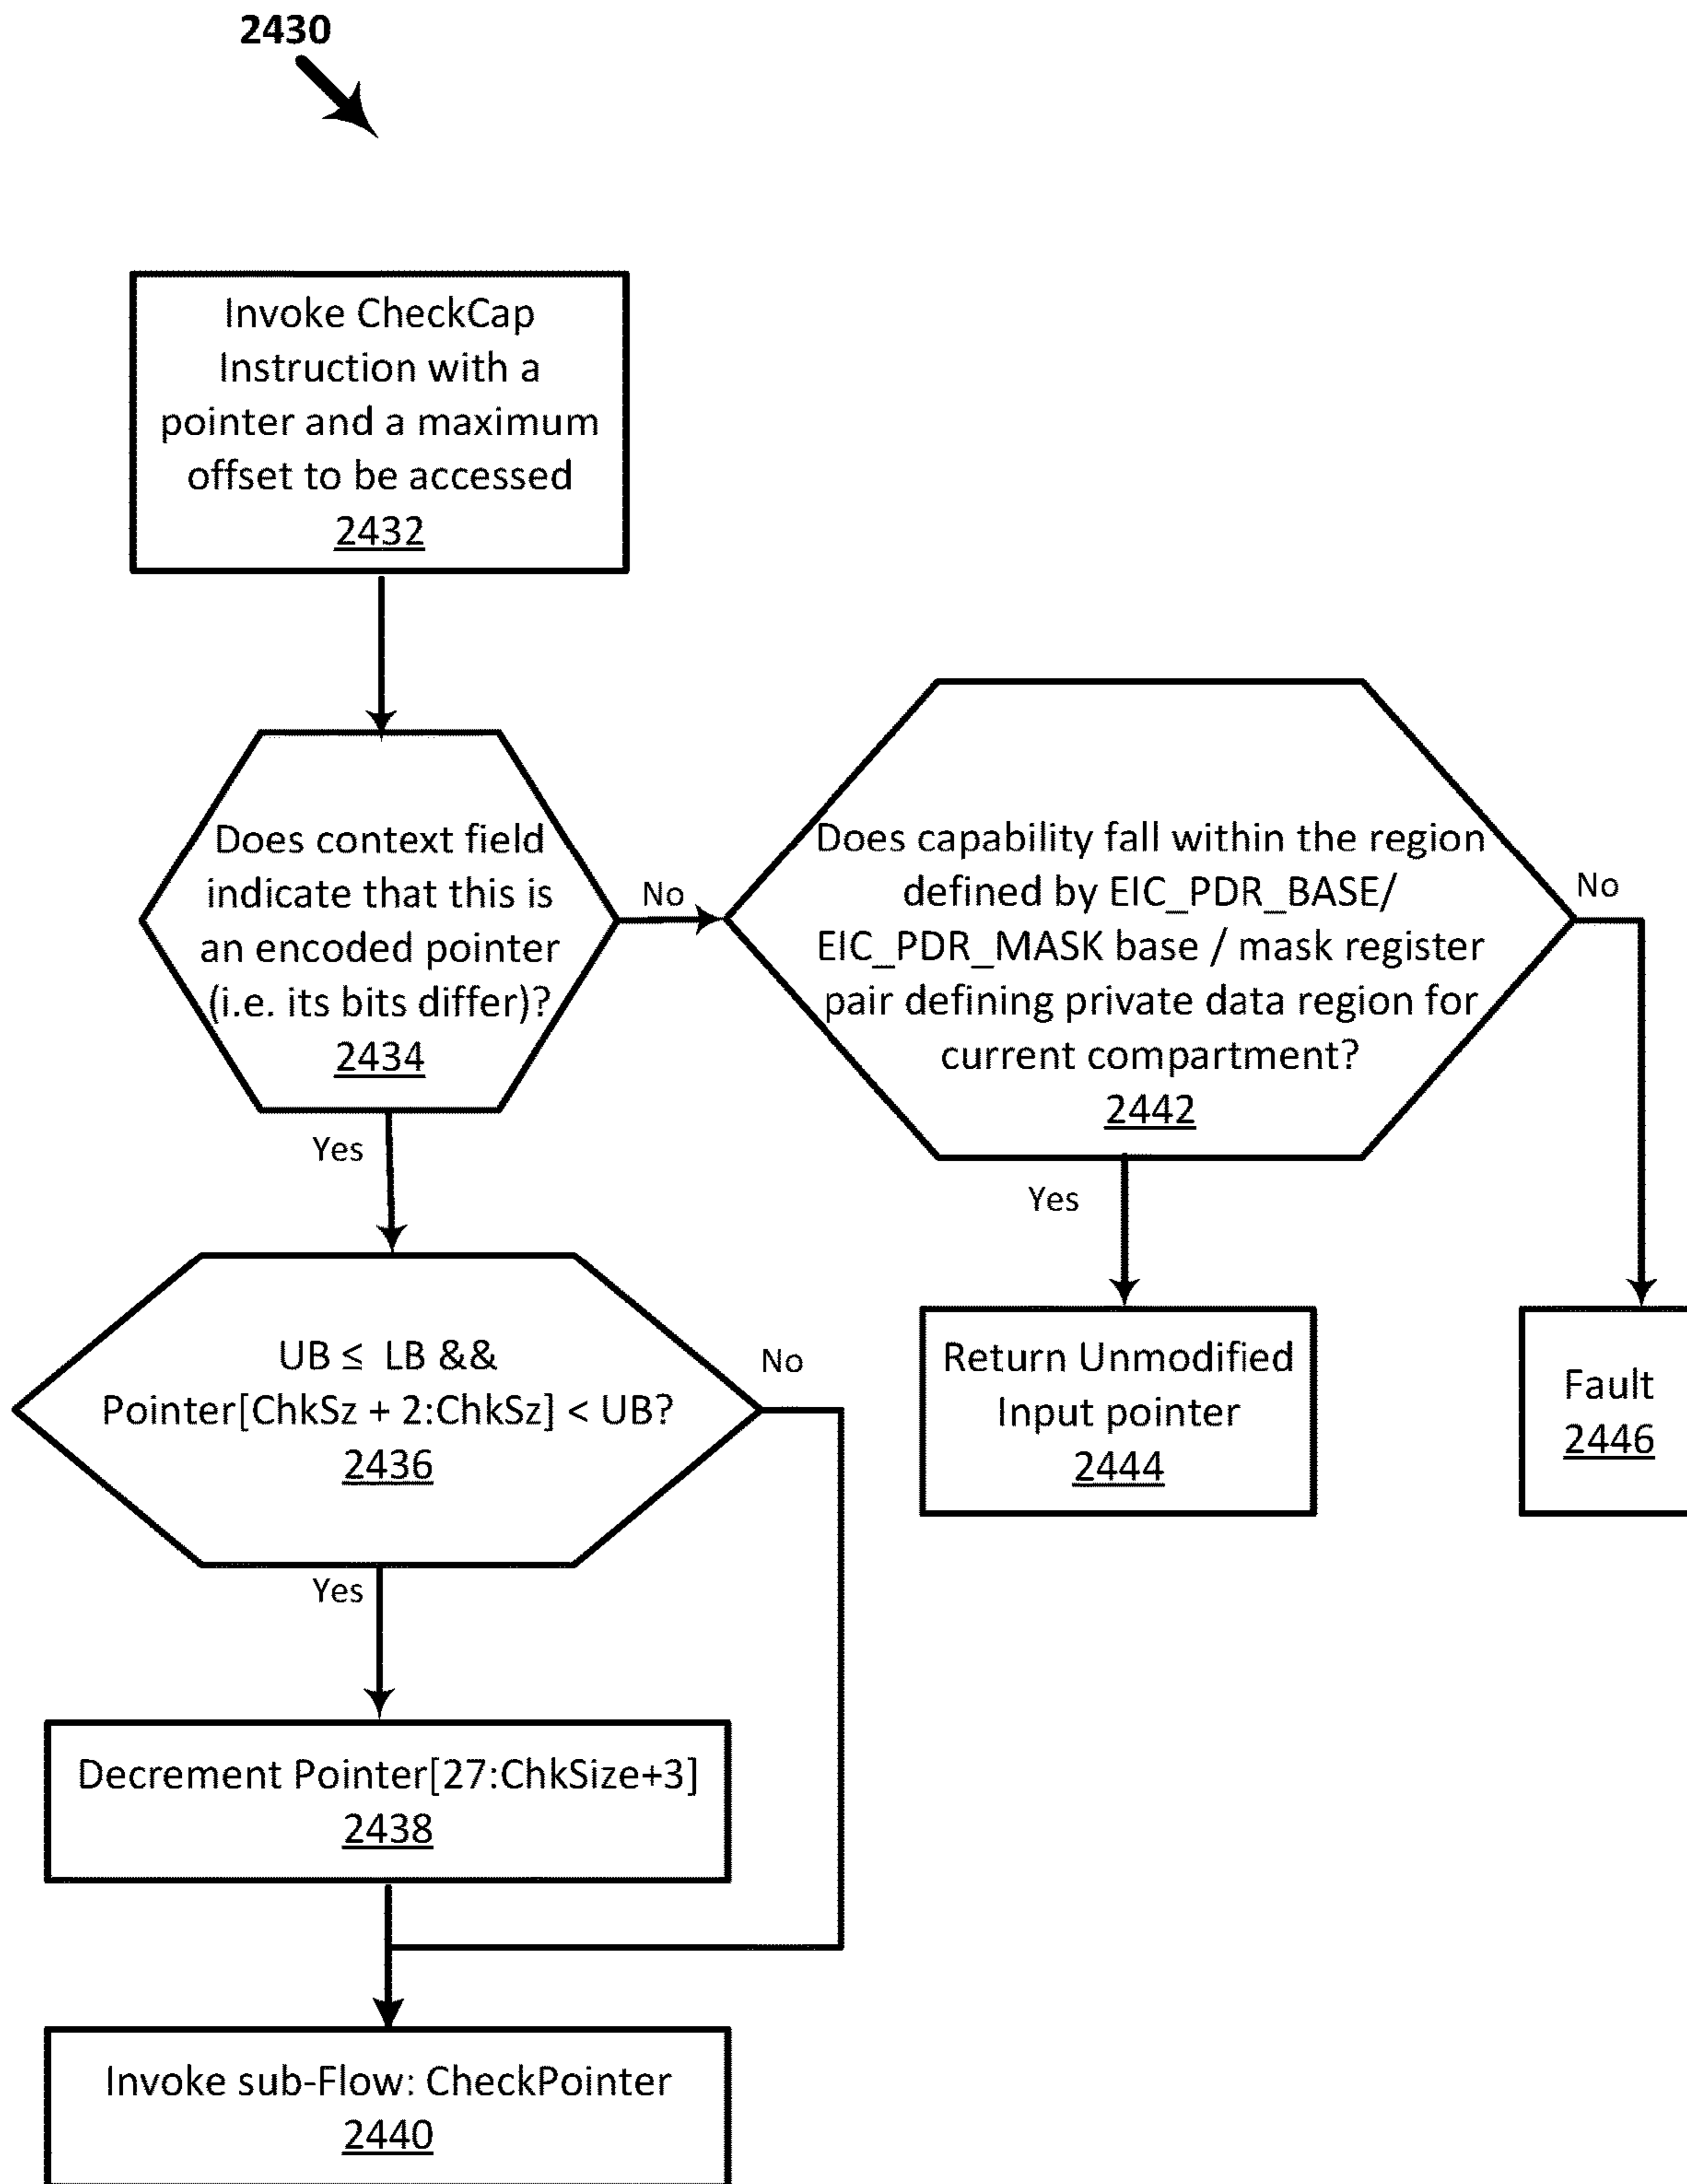 2430
Invoke CheckCap
Instruction with a
pointer and a maximum
offset to be accessed
2432
Does context field
indicate that this is
an encoded pointer
(i.e. its bits differ)?
2434
No
Does capability fall within the region
defined by EIC_PDR_BASE/
EIC_PDR_MASK base / mask register
pair defining private data region for
current compartment?
2442
No
Yes
Yes
UB ≤ LB &&
Pointer[ChkSz + 2:ChkSz] < UB?
2436
No
Return Unmodified
Input pointer
2444
Fault
2446
Yes
Decrement Pointer[27:ChkSize+3]
2438
Invoke sub-Flow: CheckPointer
2440